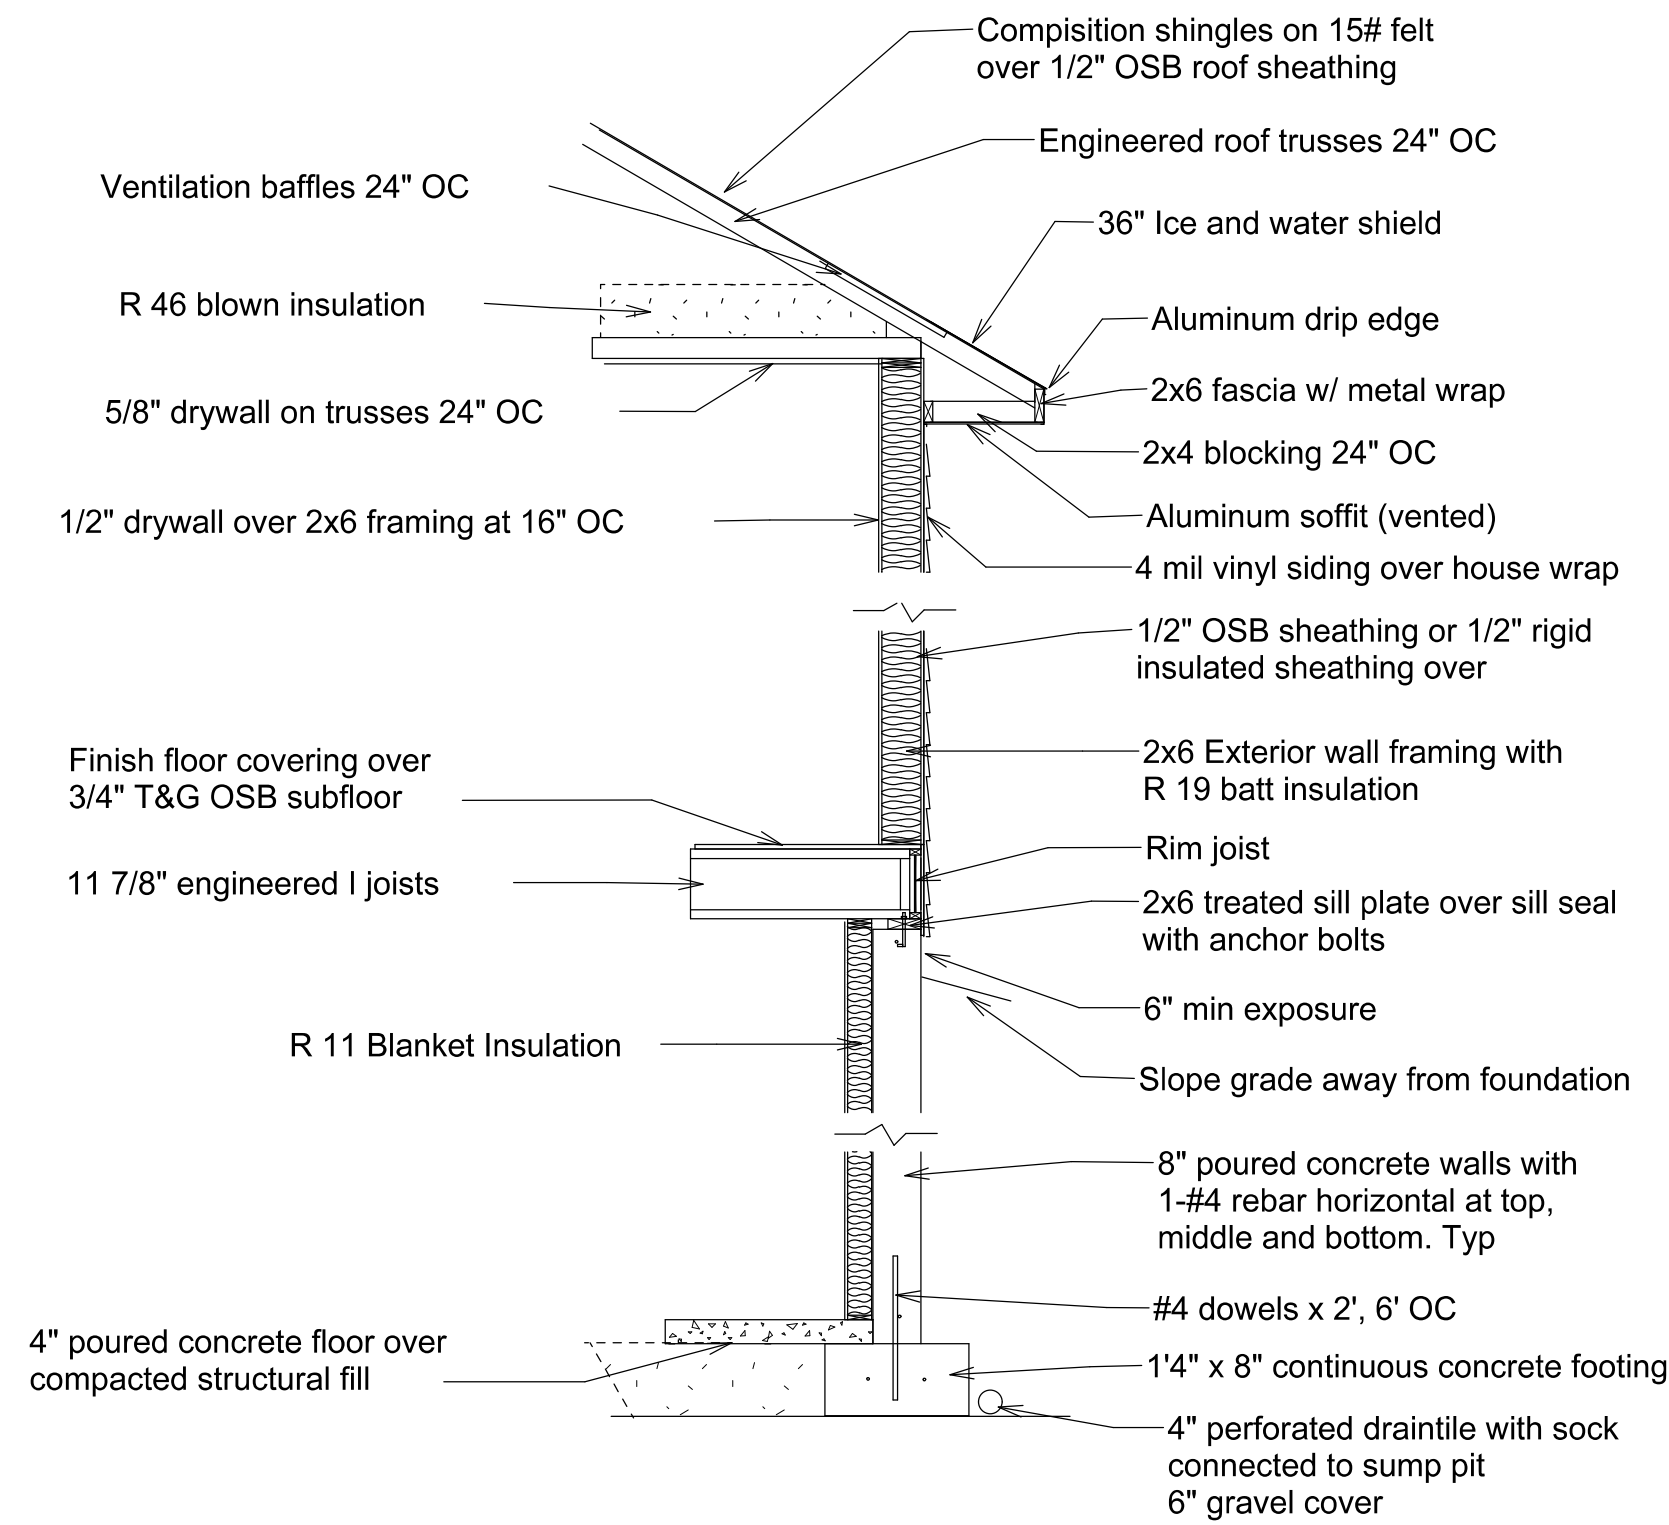 Compisition shingles on 15# felt
over 1/2" OSB roof sheathing
Engineered roof trusses 24" OC
Ventilation baffles 24" OC
36" Ice and water shield
R 46 blown insulation
Aluminum drip edge
2x6 fascia w/ metal wrap
5/8" drywall on trusses 24" OC
2x4 blocking 24" OC
1/2" drywall over 2x6 framing at 16" OC
Aluminum soffit (vented)
4 mil vinyl siding over house wrap
1/2" OSB sheathing or 1/2" rigid
insulated sheathing over
Finish floor covering over
3/4" T&G OSB subfloor
2x6 Exterior wall framing with
R 19 batt insulation
Rim joist
11 7/8" engineered I joists
2x6 treated sill plate over sill seal
with anchor bolts
6" min exposure
R 11 Blanket Insulation
Slope grade away from foundation
8" poured concrete walls with
1-#4 rebar horizontal at top,
middle and bottom. Typ
#4 dowels x 2', 6' OC
4" poured concrete floor over
compacted structural fill
1'4" x 8" continuous concrete footing
4" perforated draintile with sock
connected to sump pit
6" gravel cover